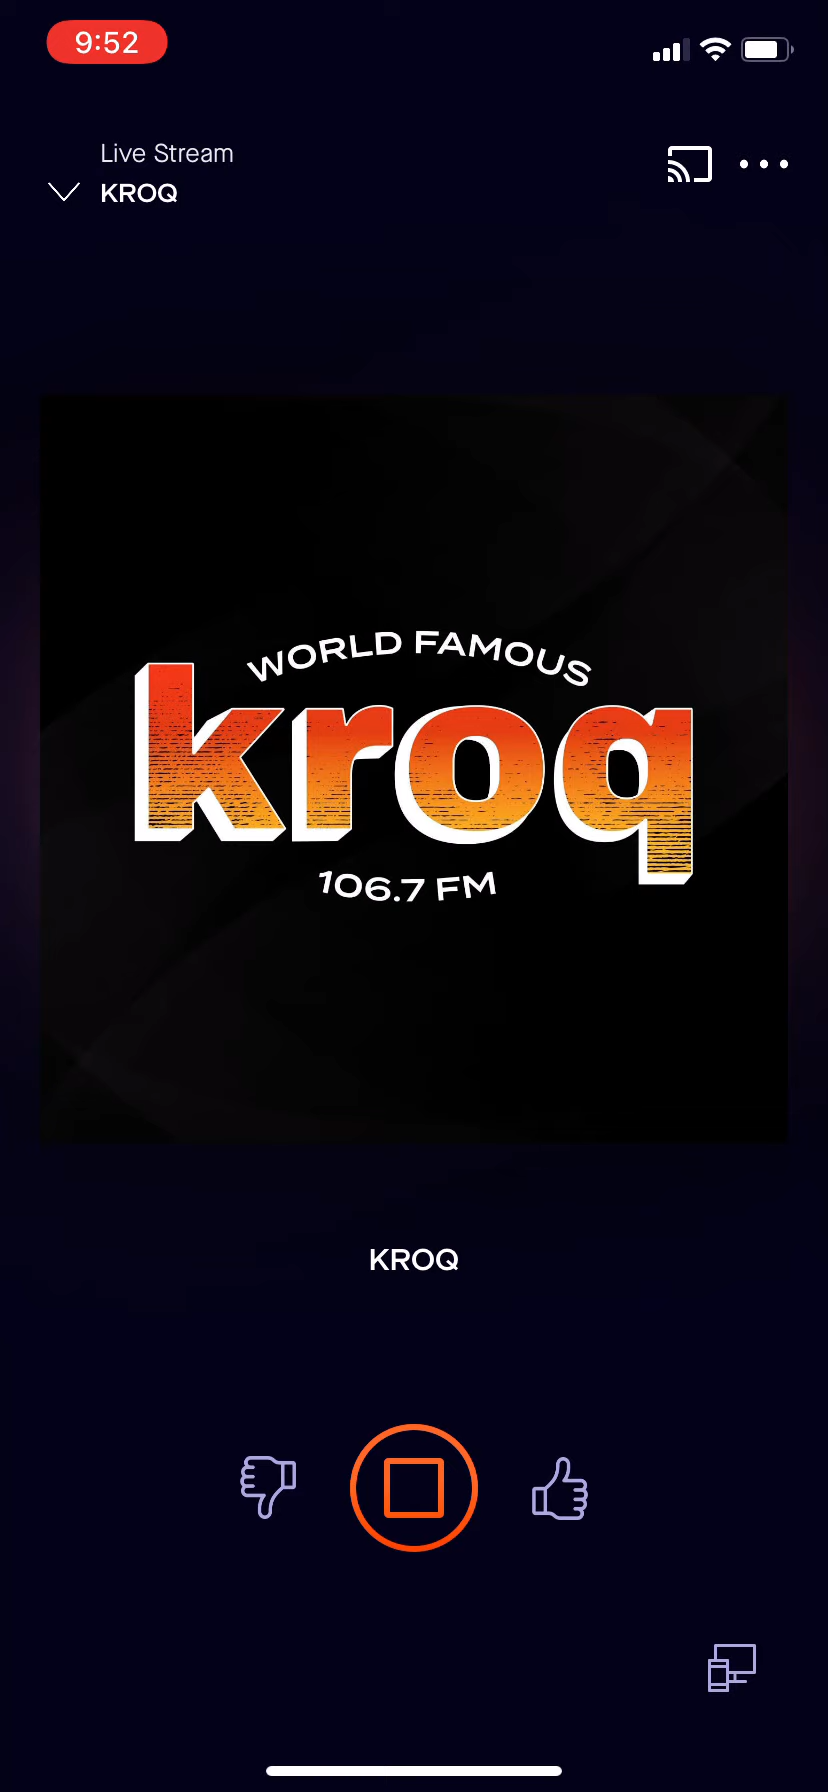 9:52
Live Stream
KROQ
WORLD FAMOUS
kroq
106.7 FM
KROQ